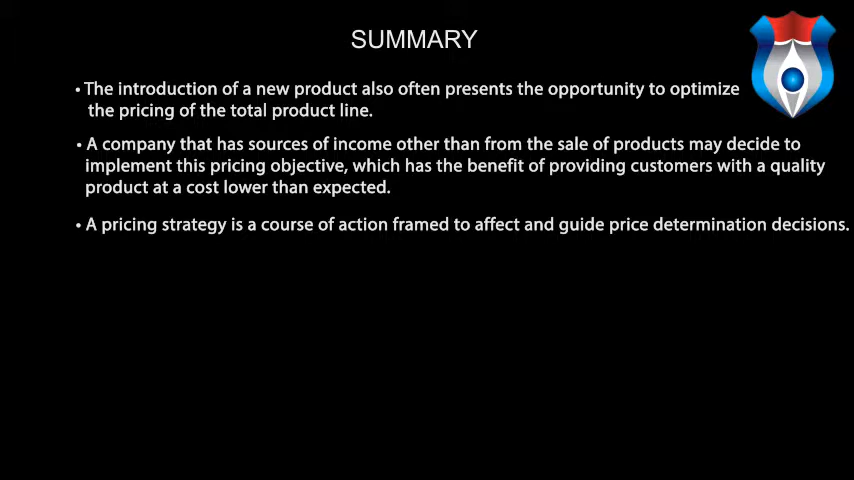 SUMMARY
• The introduction of a new product also often presents the opportunity to optimize
the pricing of the total product line.
• A company that has sources of income other than from the sale of products may decide to
implement this pricing objective, which has the benefit of providing customers with a quality
product at a cost lower than expected.
• A pricing strategy is a course of action framed to affect and guide price determination decisions.